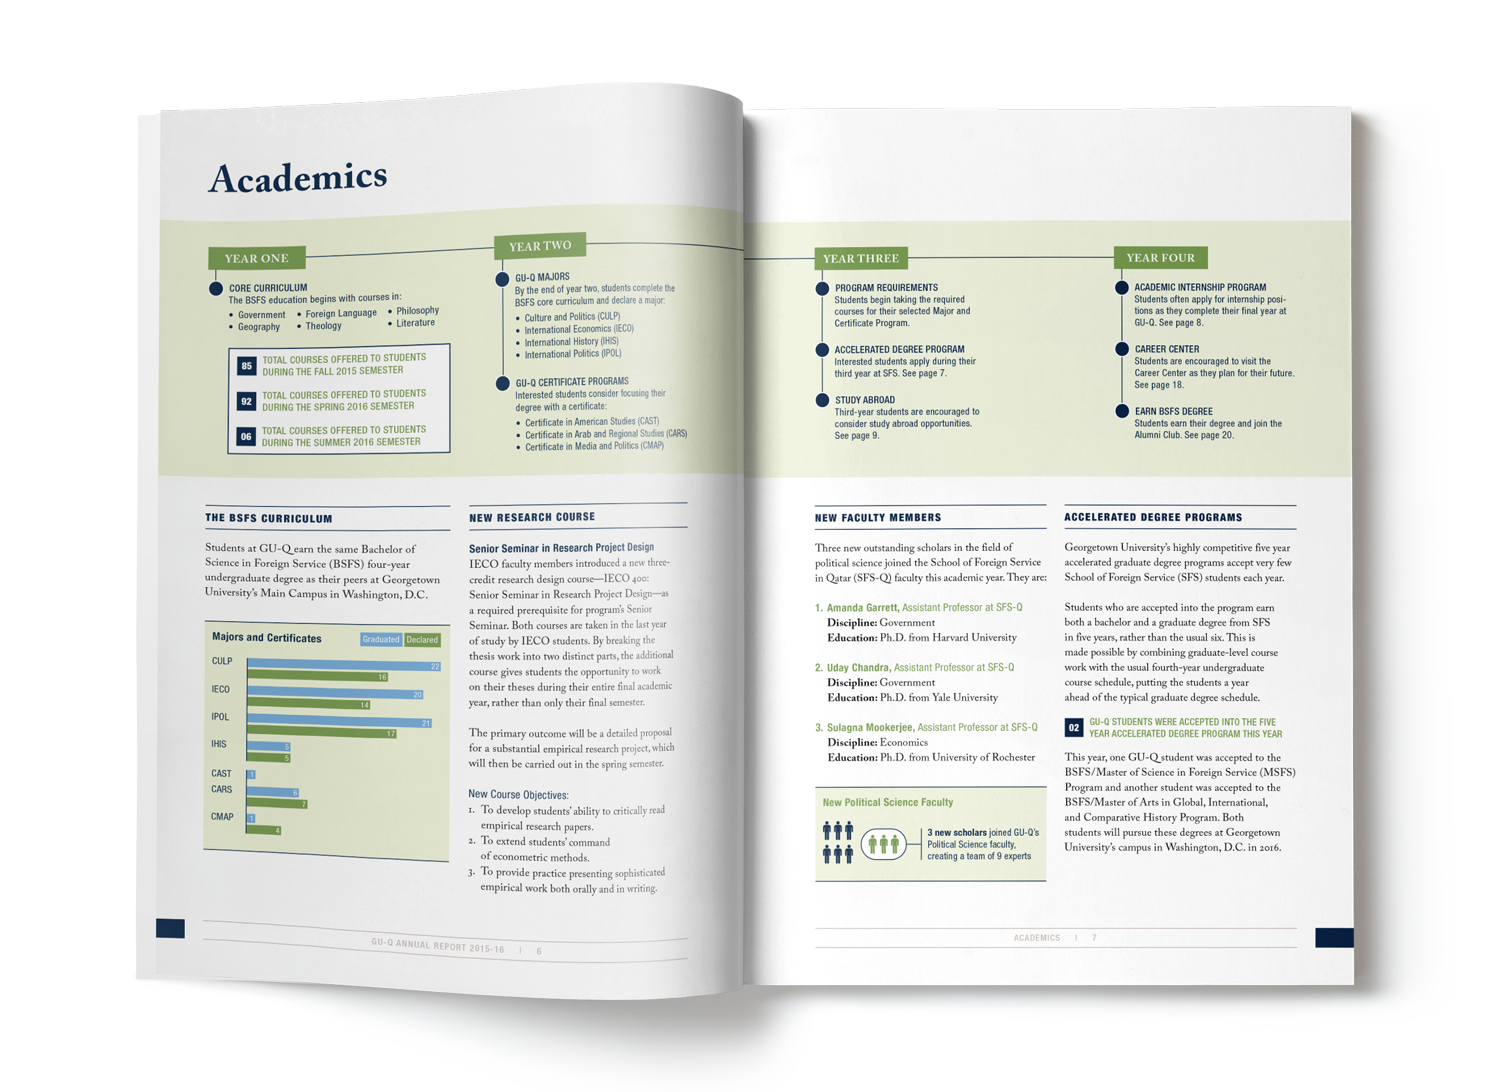 Academics
YEAR ONE
CORE CURRICULUM
The BSFS education begins with courses in:
• Government • Foreign Language • Philosophy
• Geography • Theology • Literature
85 TOTAL COURSES OFFERED TO STUDENTS
DURING THE FALL 2015 SEMESTER
92 TOTAL COURSES OFFERED TO STUDENTS
DURING THE SPRING 2016 SEMESTER
06 TOTAL COURSES OFFERED TO STUDENTS
DURING THE SUMMER 2016 SEMESTER
YEAR TWO
GU-Q MAJORS
By the end of year two, students complete the
BSFS core curriculum and declare a major:
• Culture and Politics (CULP)
• International Economics (IECO)
• International History (IHIS)
• International Politics (IPOL)
GU-Q CERTIFICATE PROGRAMS
Interested students consider focusing their
degree with a certificate:
• Certificate in American Studies (CAST)
• Certificate in Arab and Regional Studies (CARS)
• Certificate in Media and Politics (CMAP)
YEAR THREE
PROGRAM REQUIREMENTS
Students begin taking the required
courses for their selected Major and
Certificate Program.
ACCELERATED DEGREE PROGRAM
Interested students apply during their
third year at SFS. See page 7.
STUDY ABROAD
Third-year students are encouraged to
consider study abroad opportunities.
See page 9.
YEAR FOUR
ACADEMIC INTERNSHIP PROGRAM
Students often apply for internship posi-
tions as they complete their final year at
GU-Q. See page 8.
CAREER CENTER
Students are encouraged to visit the
Career Center as they plan for their future.
See page 18.
EARN BSFS DEGREE
Students earn their degree and join the
Alumni Club. See page 20.
THE BSFS CURRICULUM
Students at GU-Q earn the same Bachelor of
Science in Foreign Service (BSFS) four-year
undergraduate degree as their peers at Georgetown
University's Main Campus in Washington, D.C.
Majors and Certificates Graduated Declared
CULP 22
16
IECO 20
14
IPOL 21
17
IHIS 5
5
CAST 1
CARS 6
7
CMAP 1
4
NEW RESEARCH COURSE
Senior Seminar in Research Project Design
IECO faculty members introduced a new three-
credit research design course—IECO 400:
Senior Seminar in Research Project Design—as
a required prerequisite for program's Senior
Seminar. Both courses are taken in the last year
of study by IECO students. By breaking the
thesis work into two distinct parts, the additional
course gives students the opportunity to work
on their theses during their entire final academic
year, rather than only their final semester.
The primary outcome will be a detailed proposal
for a substantial empirical research project, which
will then be carried out in the spring semester.
New Course Objectives:
1. To develop students' ability to critically read
empirical research papers.
2. To extend students' command
of econometric methods.
3. To provide practice presenting sophisticated
empirical work both orally and in writing.
GU-Q ANNUAL REPORT 2015-16 | 6
NEW FACULTY MEMBERS
Three new outstanding scholars in the field of
political science joined the School of Foreign Service
in Qatar (SFS-Q) faculty this academic year. They are:
1. Amanda Garrett, Assistant Professor at SFS-Q
Discipline: Government
Education: Ph.D. from Harvard University
2. Uday Chandra, Assistant Professor at SFS-Q
Discipline: Government
Education: Ph.D. from Yale University
3. Sulagna Mookerjee, Assistant Professor at SFS-Q
Discipline: Economics
Education: Ph.D. from University of Rochester
New Political Science Faculty
3 new scholars joined GU-Q's
Political Science faculty,
creating a team of 9 experts
ACCELERATED DEGREE PROGRAMS
Georgetown University's highly competitive five year
accelerated graduate degree programs accept very few
School of Foreign Service (SFS) students each year.
Students who are accepted into the program earn
both a bachelor and a graduate degree from SFS
in five years, rather than the usual six. This is
made possible by combining graduate-level course
work with the usual fourth-year undergraduate
course schedule, putting the students a year
ahead of the typical graduate degree schedule.
02 GU-Q STUDENTS WERE ACCEPTED INTO THE FIVE
YEAR ACCELERATED DEGREE PROGRAM THIS YEAR
This year, one GU-Q student was accepted to the
BSFS/Master of Science in Foreign Service (MSFS)
Program and another student was accepted to the
BSFS/Master of Arts in Global, International,
and Comparative History Program. Both
students will pursue these degrees at Georgetown
University's campus in Washington, D.C. in 2016.
ACADEMICS | 7